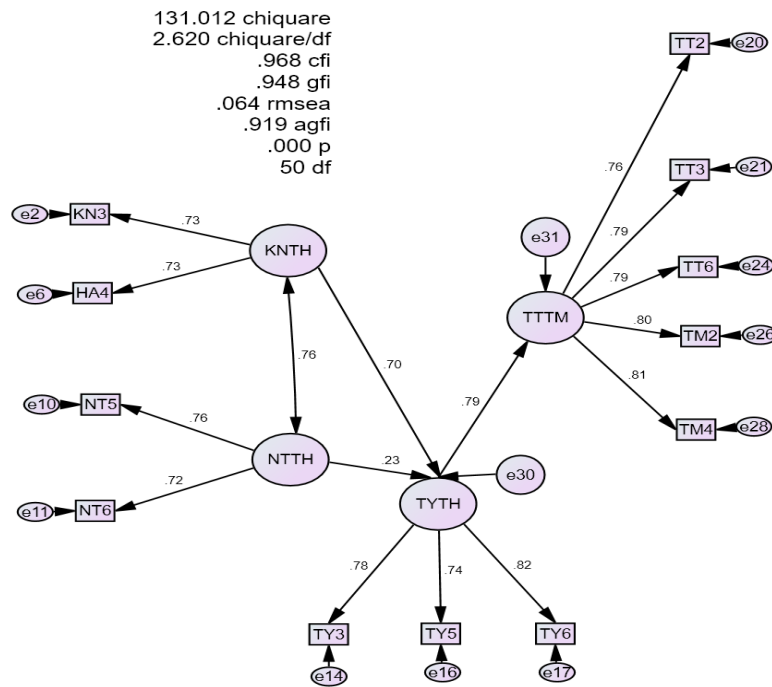 131.012 chiquare
2.620 chiquare/df
.968 cfi
.948 gfi
.064 rmsea
.919 agfi
.000 p
50 df
TT2
e20
.76
TT3
e21
e2
KN3
.73
KNTH
e31
.79
e6
HA4
.73
TTTM
.79
TT6
e24
.80
TM2
e26
.76
.70
.81
.79
e10
NT5
.76
TM4
e28
NTTH
.23
e30
e11
NT6
.72
TYTH
.78
.74
.82
TY3
TY5
TY6
e14
e16
e17